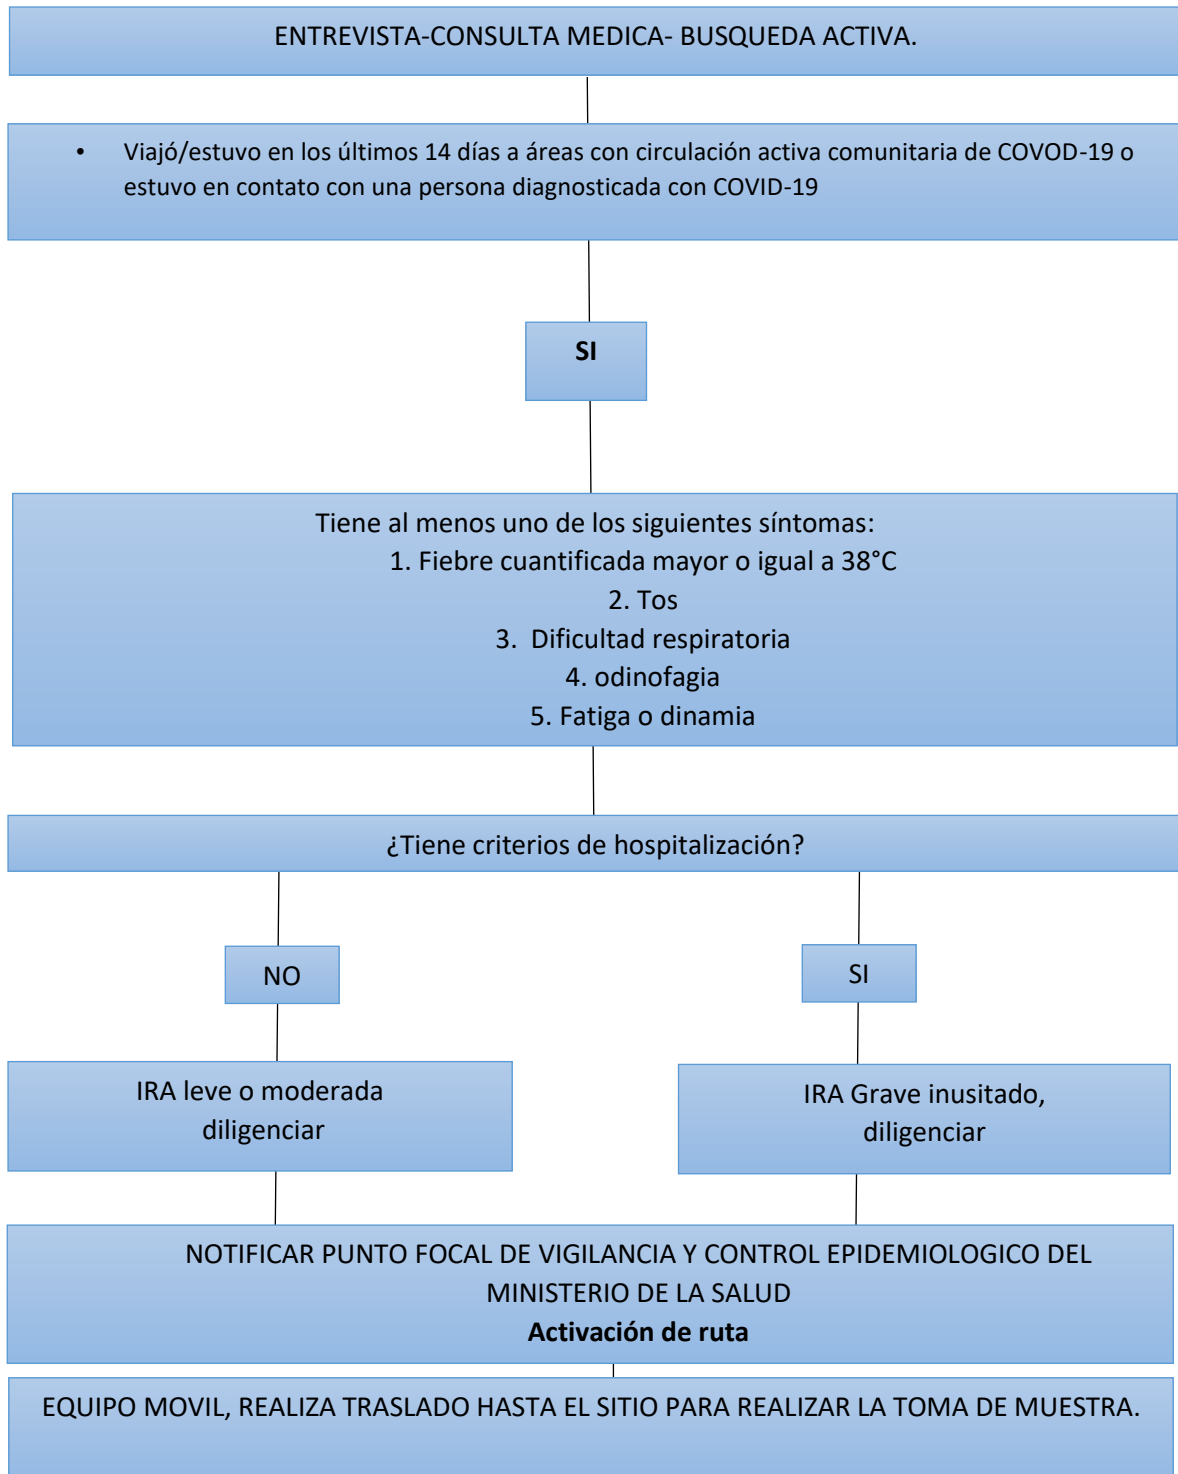 ENTREVISTA-CONSULTA MEDICA- BUSQUEDA ACTIVA.
• Viajó/estuvo en los últimos 14 días a áreas con circulación activa comunitaria de COVOD-19 o
estuvo en contato con una persona diagnosticada con COVID-19
SI
Tiene al menos uno de los siguientes síntomas:
1. Fiebre cuantificada mayor o igual a 38°C
2. Tos
3. Dificultad respiratoria
4. odinofagia
5. Fatiga o dinamia
¿Tiene criterios de hospitalización?
NO
SI
IRA leve o moderada
diligenciar
IRA Grave inusitado,
diligenciar
NOTIFICAR PUNTO FOCAL DE VIGILANCIA Y CONTROL EPIDEMIOLOGICO DEL
MINISTERIO DE LA SALUD
Activación de ruta
EQUIPO MOVIL, REALIZA TRASLADO HASTA EL SITIO PARA REALIZAR LA TOMA DE MUESTRA.